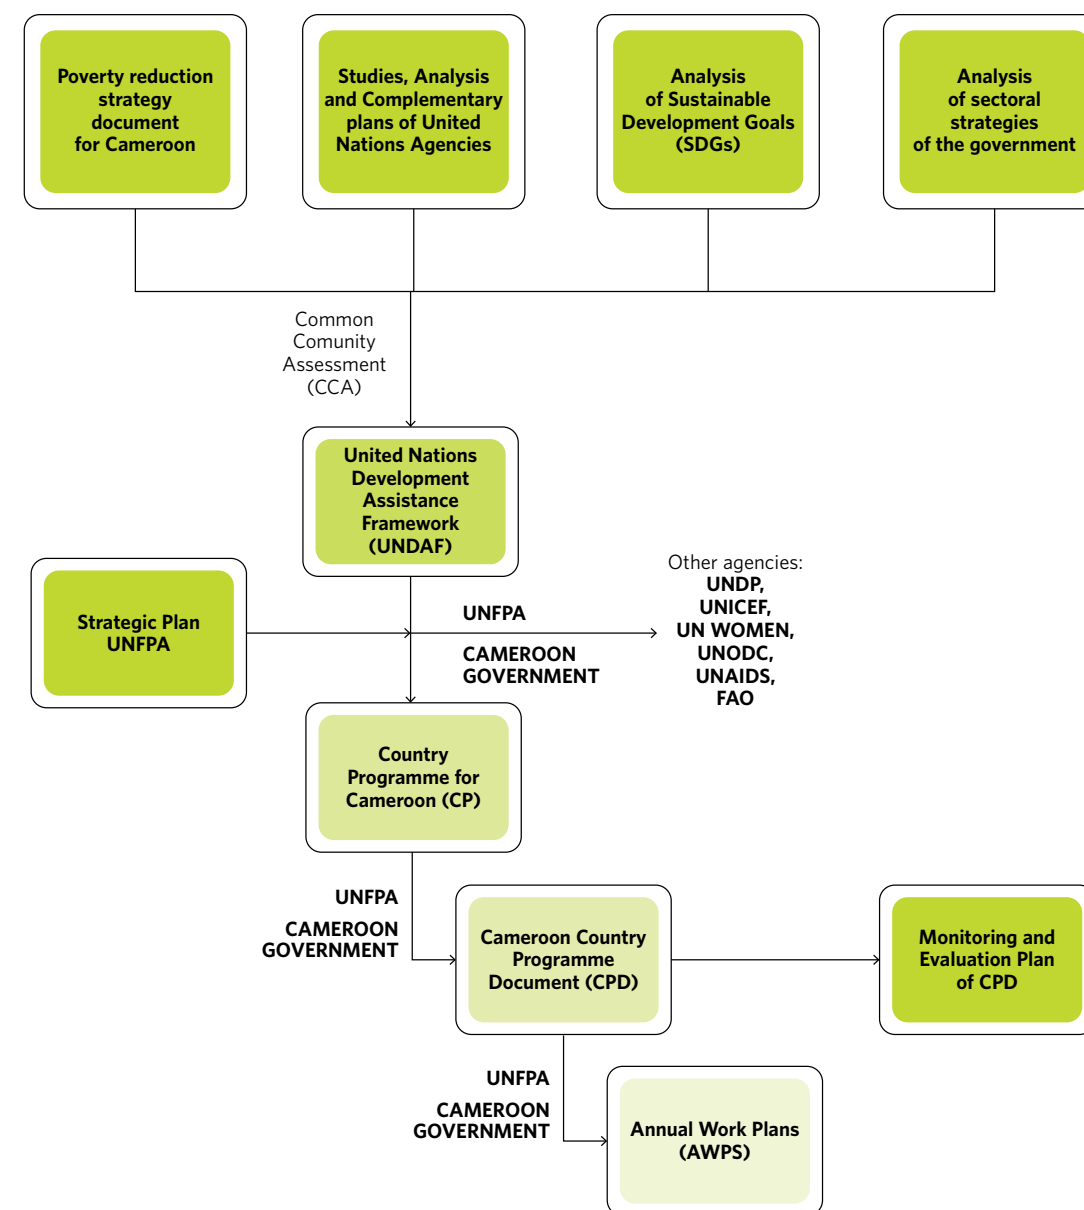 Poverty reduction
strategy
document
for Cameroon
Studies, Analysis
and Complementary
plans of United
Nations Agencies
Analysis
of Sustainable
Development Goals
(SDGs)
Analysis
of sectoral
strategies
of the government
Common
Comunity
Assessment
(CCA)
United Nations
Development
Assistance
Framework
(UNDAF)
Strategic Plan
UNFPA
UNFPA
CAMEROON
GOVERNMENT
Other agencies:
UNDP,
UNICEF,
UN WOMEN,
UNODC,
UNAIDS,
FAO
Country
Programme for
Cameroon (CP)
UNFPA
CAMEROON
GOVERNMENT
Cameroon Country
Programme
Document (CPD)
Monitoring and
Evaluation Plan
of CPD
UNFPA
CAMEROON
GOVERNMENT
Annual Work Plans
(AWPS)